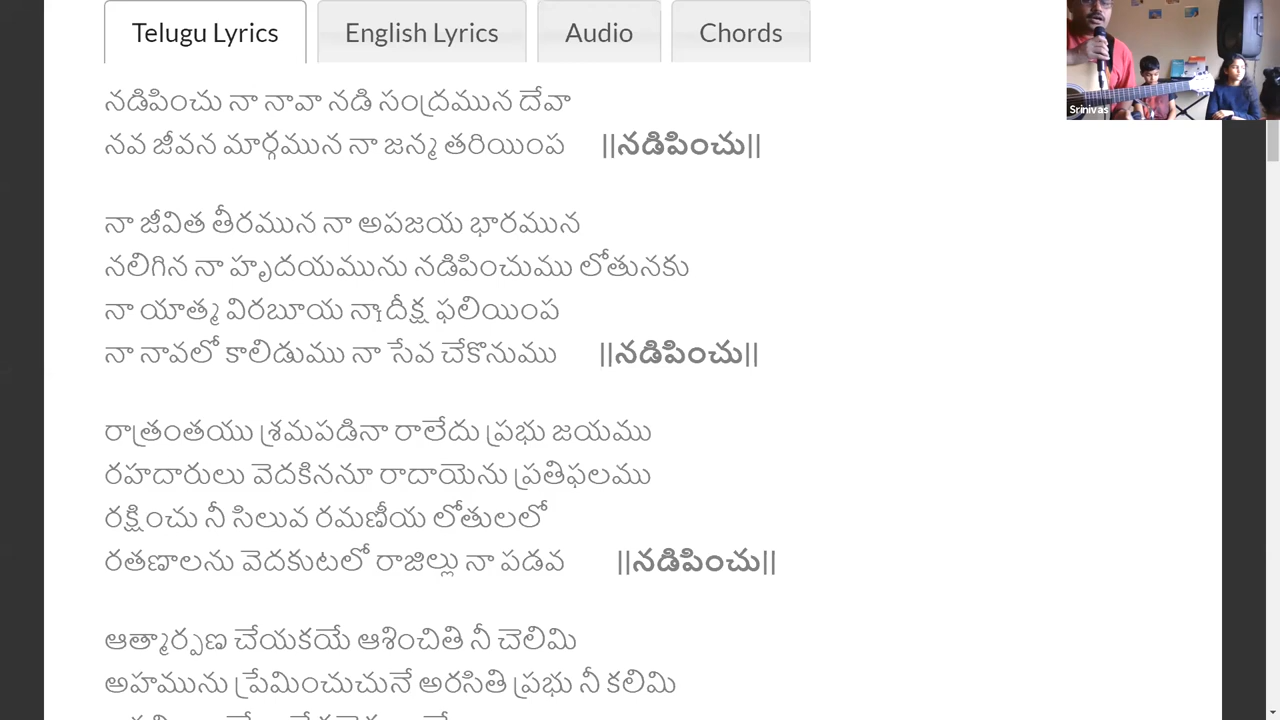 Telugu Lyrics English Lyrics Audio Chords
నడిపించు నా నావా నడి సంద్రమున దేవా
నవ జీవన మార్గమున నా జన్మ తరియింప ||నడిపించు||
నా జీవిత తీరమున నా అపజయ భారమున
నలిగిన నా హృదయమును నడిపించుము లోతునకు
నా యాత్మ విరబూయ నా దీక్ష ఫలియింప
నా నావలో కాలిడుము నా సేవ చేకొనుము ||నడిపించు||
రాత్రంతయు శ్రమపడినా రాలేదు ప్రభు జయము
రహదారులు వెదకిననూ రాదాయెను ప్రతిఫలము
రక్షించు నీ సిలువ రమణీయ లోతులలో
రతణాలను వెదకుటలో రాజిల్లు నా పడవ ||నడిపించు||
ఆత్మార్పణ చేయకయే ఆశించితి నీ చెలిమి
అహమును ప్రేమించుచునే అరసితి ప్రభు నీ కలిమి
Srinivas